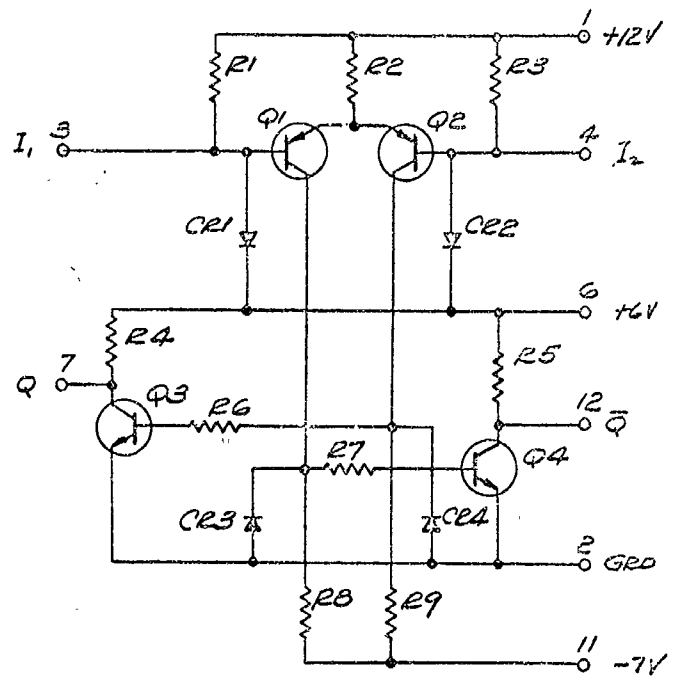 1 +12V
R1 R2 R3
Q1 Q2
I₁ 3 4 I₂
CR1 CR2
6 +6V
R4 R5
Q 7 12 Q̄
Q3 R6
R7 Q4
CR3 CR4
2 GRD
R8 R9
11 -7V